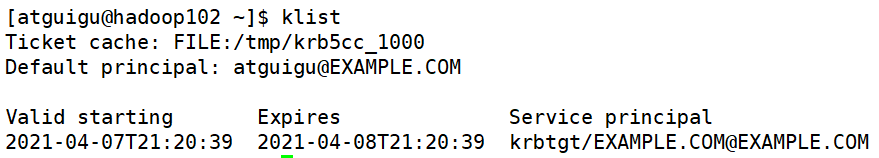 [atguigu@hadoop102 ~]$ klist
Ticket cache: FILE:/tmp/krb5cc_1000
Default principal: atguigu@EXAMPLE.COM
Valid starting       Expires              Service principal
2021-04-07T21:20:39  2021-04-08T21:20:39  krbtgt/EXAMPLE.COM@EXAMPLE.COM